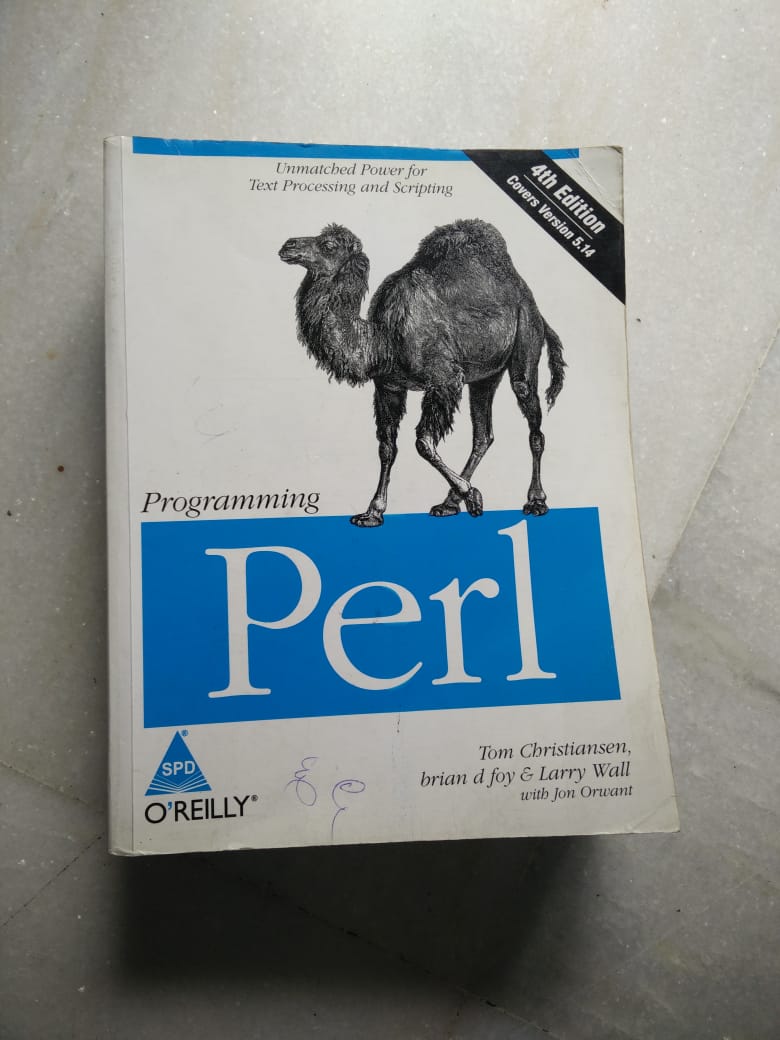 Unmatched Power for
Text Processing and Scripting
4th Edition
Covers Version 5.14
Programming
Perl
®
SPD
O'REILLY®
Tom Christiansen,
brian d foy & Larry Wall
with Jon Orwant